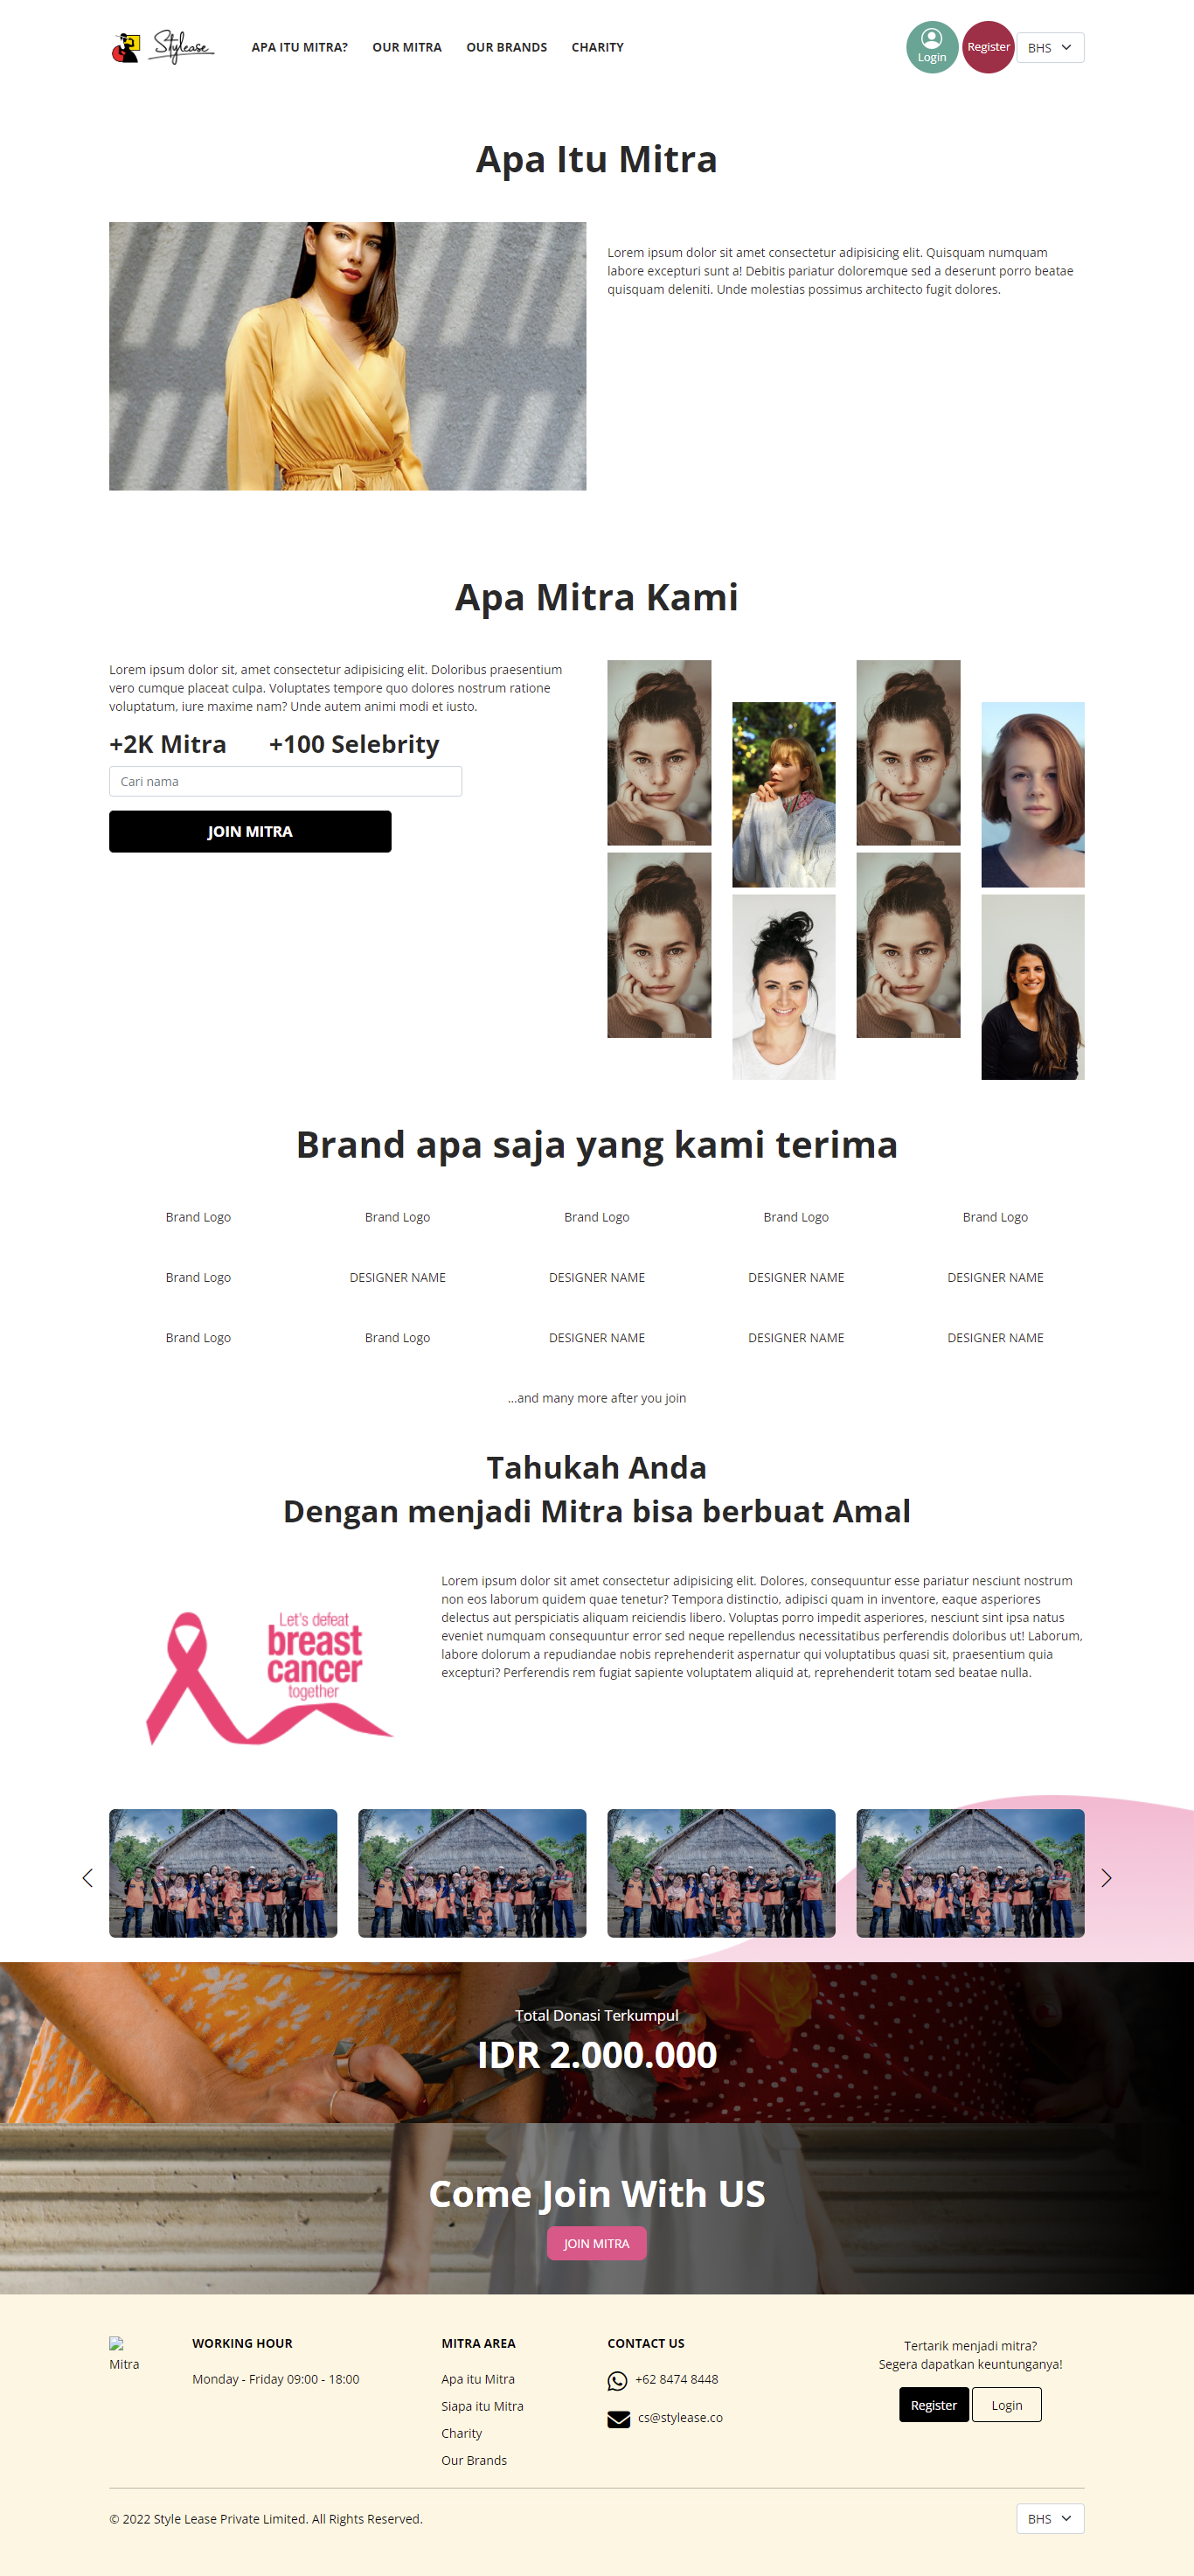 Stylease
APA ITU MITRA?
OUR MITRA
OUR BRANDS
CHARITY
Login
Register
BHS
Apa Itu Mitra
Lorem ipsum dolor sit amet consectetur adipisicing elit. Quisquam numquam
labore excepturi sunt a! Debitis pariatur doloremque sed a deserunt porro beatae
quisquam deleniti. Unde molestias possimus architecto fugit dolores.
Apa Mitra Kami
Lorem ipsum dolor sit, amet consectetur adipisicing elit. Doloribus praesentium
vero cumque placeat culpa. Voluptates tempore quo dolores nostrum ratione
voluptatum, iure maxime nam? Unde autem animi modi et iusto.
+2K Mitra
+100 Selebrity
Cari nama
JOIN MITRA
Brand apa saja yang kami terima
Brand Logo
Brand Logo
Brand Logo
Brand Logo
Brand Logo
Brand Logo
DESIGNER NAME
DESIGNER NAME
DESIGNER NAME
DESIGNER NAME
Brand Logo
Brand Logo
DESIGNER NAME
DESIGNER NAME
DESIGNER NAME
...and many more after you join
Tahukah Anda
Dengan menjadi Mitra bisa berbuat Amal
Let's defeat
breast
cancer
together
Lorem ipsum dolor sit amet consectetur adipisicing elit. Dolores, consequuntur esse pariatur nesciunt nostrum
non eos laborum quidem quae tenetur? Tempora distinctio, adipisci quam in inventore, eaque asperiores
delectus aut perspiciatis aliquam reiciendis libero. Voluptas porro impedit asperiores, nesciunt sint ipsa natus
eveniet numquam consequuntur error sed neque repellendus necessitatibus perferendis doloribus ut! Laborum,
labore dolorum a repudiandae nobis reprehenderit aspernatur qui voluptatibus quasi sit, praesentium quia
excepturi? Perferendis rem fugiat sapiente voluptatem aliquid at, reprehenderit totam sed beatae nulla.
Total Donasi Terkumpul
IDR 2.000.000
Come Join With US
JOIN MITRA
Mitra
WORKING HOUR
Monday - Friday 09:00 - 18:00
MITRA AREA
Apa itu Mitra
Siapa itu Mitra
Charity
Our Brands
CONTACT US
+62 8474 8448
cs@stylease.co
Tertarik menjadi mitra?
Segera dapatkan keuntunganya!
Register
Login
© 2022 Style Lease Private Limited. All Rights Reserved.
BHS